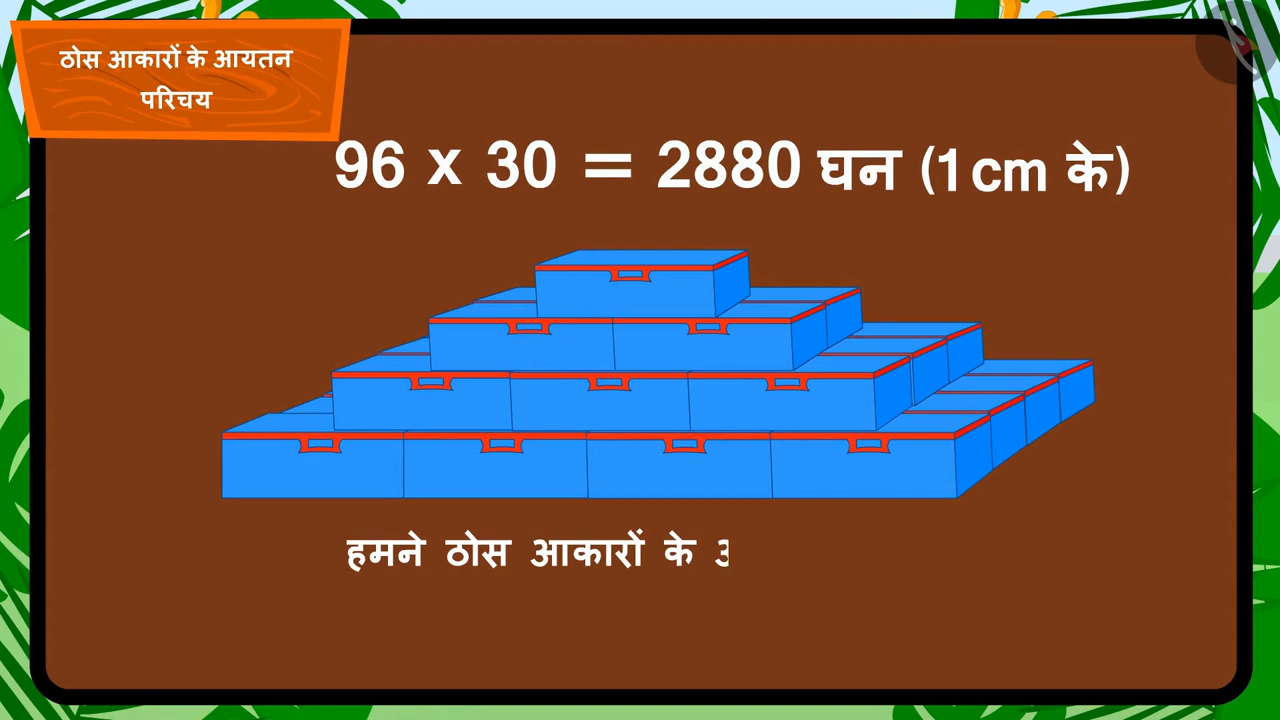 ठोस आकारों के आयतन
परिचय
96 x 30 = 2880 घन (1cm के)
हमने ठोस आकारों के